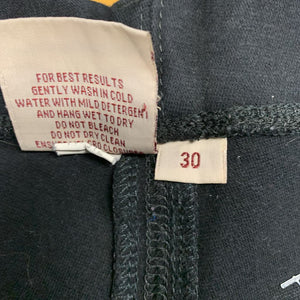 FOR BEST RESULTS
GENTLY WASH IN COLD
WATER WITH MILD DETERGENT
AND HANG WET TO DRY
DO NOT BLEACH
DO NOT DRY CLEAN
CLOSURES
30